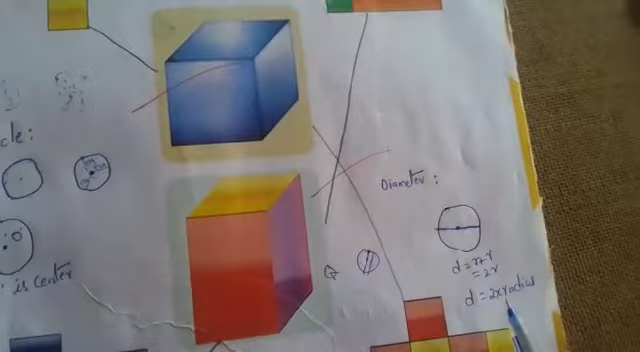 cle:
Diameter:
is center
d = r+r
= 2r
d = 2xradius